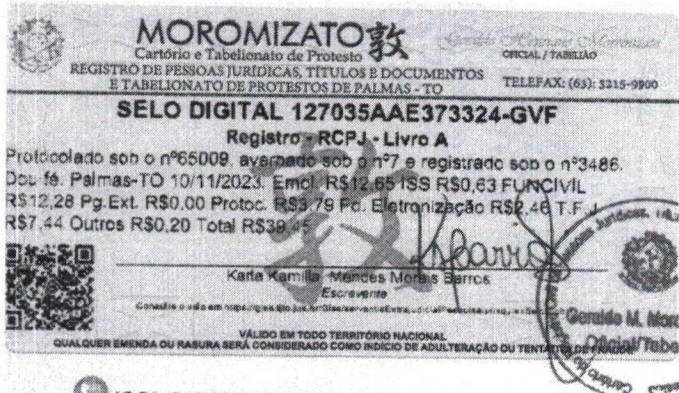 MOROMIZATO 敦
Cartório e Tabelionato de Protesto
REGISTRO DE PESSOAS JURÍDICAS, TÍTULOS E DOCUMENTOS
E TABELIONATO DE PROTESTOS DE PALMAS - TO
OFICIAL / TABELIÃO
TELEFAX: (63): 3215-9900
SELO DIGITAL 127035AAE373324-GVF
Registro - RCPJ - Livro A
Protocolado sob o nº65009, averbado sob o nº7 e registrado sob o nº3486.
Dou fé. Palmas-TO 10/11/2023. Emol. R$12,65 ISS R$0,63 FUNCIVIL
R$12,28 Pg.Ext. R$0,00 Protoc. R$3,79 Fd. Eletronização R$2,46 T.F.J.
R$7,44 Outros R$0.20 Total R$39,45
敦
Karla Kamilla Mendes Morais Barros
Escrevente
VÁLIDO EM TODO TERRITÓRIO NACIONAL
QUALQUER EMENDA OU RASURA SERÁ CONSIDERADO COMO INDÍCIO DE ADULTERAÇÃO OU TENTATIVA DE FRAUDE
Geraldo M. Moro
Oficial/Tabe